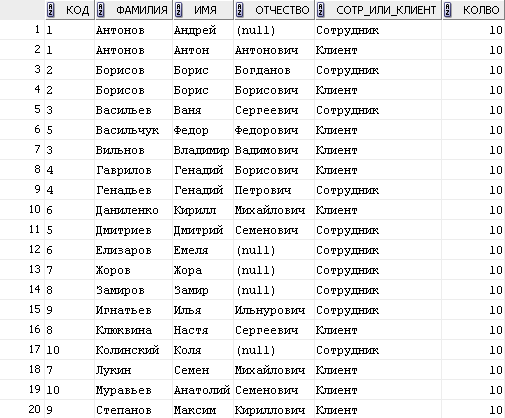 КОД ФАМИЛИЯ ИМЯ ОТЧЕСТВО СОТР_ИЛИ_КЛИЕНТ КОЛВО
1 1 Антонов Андрей (null) Сотрудник 10
2 1 Антонов Антон Антонович Клиент 10
3 2 Борисов Борис Богданов Сотрудник 10
4 2 Борисов Борис Борисович Клиент 10
5 3 Васильев Ваня Сергеевич Сотрудник 10
6 5 Васильчук Федор Федорович Клиент 10
7 3 Вильнов Владимир Вадимович Клиент 10
8 4 Гаврилов Генадий Борисович Клиент 10
9 4 Генадьев Генадий Петрович Сотрудник 10
10 6 Даниленко Кирилл Михайлович Клиент 10
11 5 Дмитриев Дмитрий Семенович Сотрудник 10
12 6 Елизаров Емеля (null) Сотрудник 10
13 7 Жоров Жора (null) Сотрудник 10
14 8 Замиров Замир (null) Сотрудник 10
15 9 Игнатьев Илья Ильнурович Сотрудник 10
16 8 Клюквина Настя Сергеевич Клиент 10
17 10 Колинский Коля (null) Сотрудник 10
18 7 Лукин Семен Михайлович Клиент 10
19 10 Муравьев Анатолий Семенович Клиент 10
20 9 Степанов Максим Кириллович Клиент 10